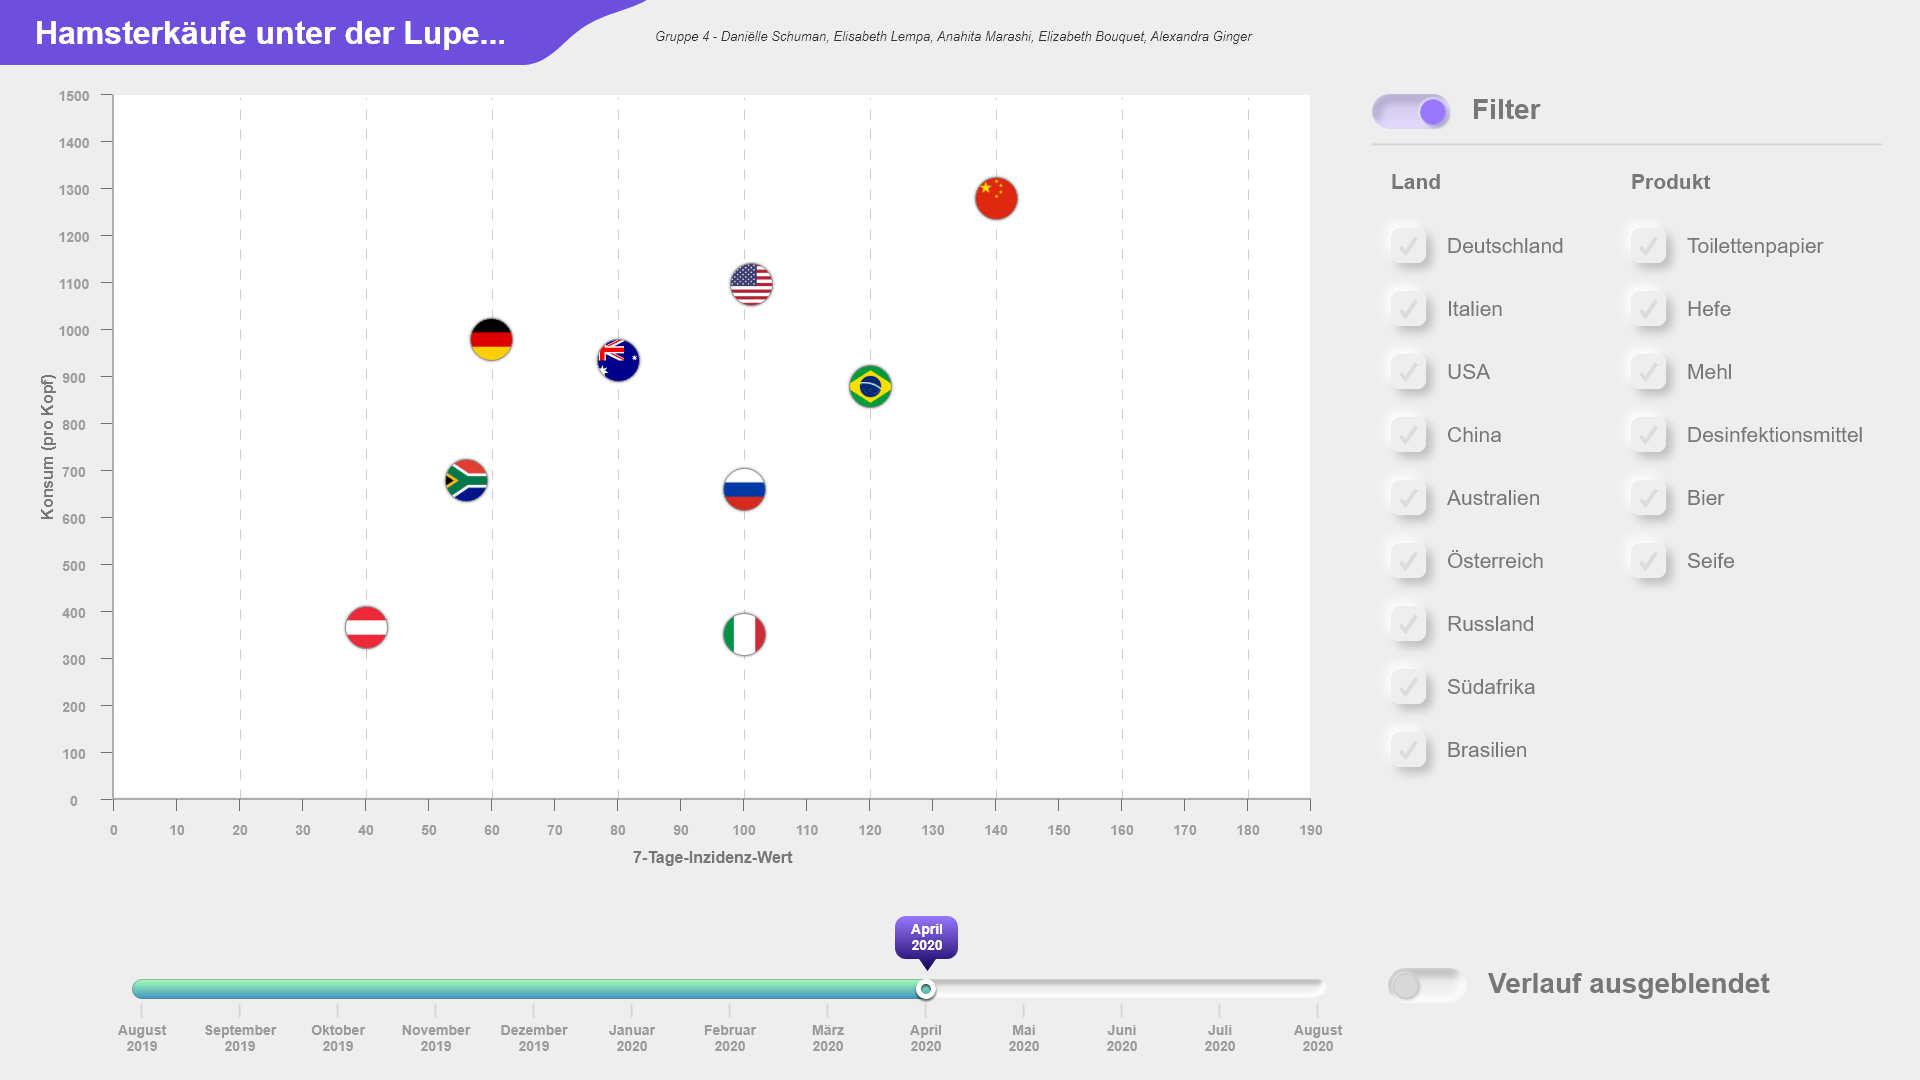 Hamsterkäufe unter der Lupe...
Gruppe 4 - Daniëlle Schuman, Elisabeth Lempa, Anahita Marashi, Elizabeth Bouquet, Alexandra Ginger
1500
1400
1300
1200
1100
1000
900
800
700
600
500
400
300
200
100
0
Konsum (pro Kopf)
0 10 20 30 40 50 60 70 80 90 100 110 120 130 140 150 160 170 180 190
7-Tage-Inzidenz-Wert
Filter
Land
Deutschland
Italien
USA
China
Australien
Österreich
Russland
Südafrika
Brasilien
Produkt
Toilettenpapier
Hefe
Mehl
Desinfektionsmittel
Bier
Seife
April
2020
August
2019
September
2019
Oktober
2019
November
2019
Dezember
2019
Januar
2020
Februar
2020
März
2020
April
2020
Mai
2020
Juni
2020
Juli
2020
August
2020
Verlauf ausgeblendet